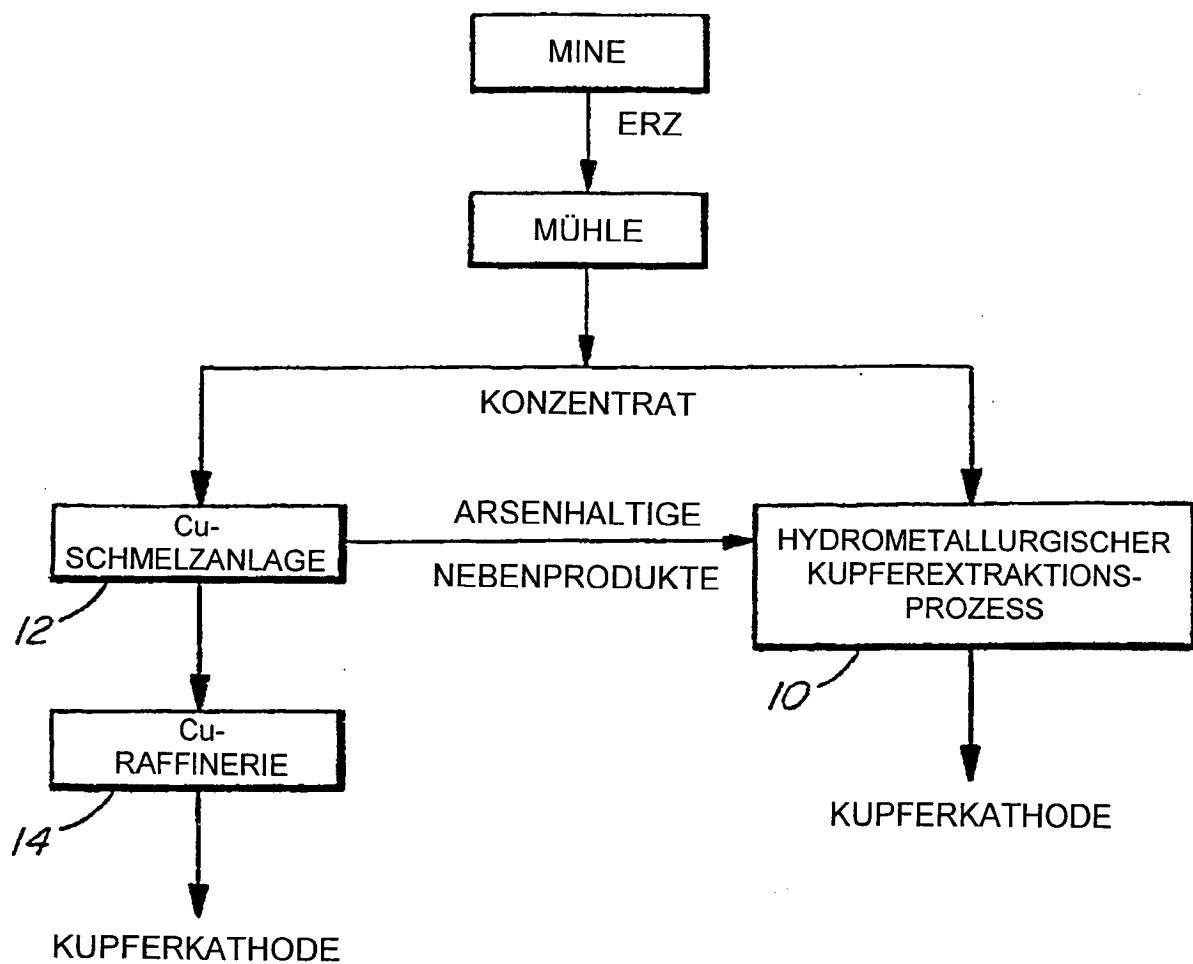 MINE
ERZ
MÜHLE
KONZENTRAT
Cu-
SCHMELZANLAGE
12
ARSENHALTIGE
NEBENPRODUKTE
HYDROMETALLURGISCHER
KUPFEREXTRAKTIONS-
PROZESS
10
Cu-
RAFFINERIE
14
KUPFERKATHODE
KUPFERKATHODE